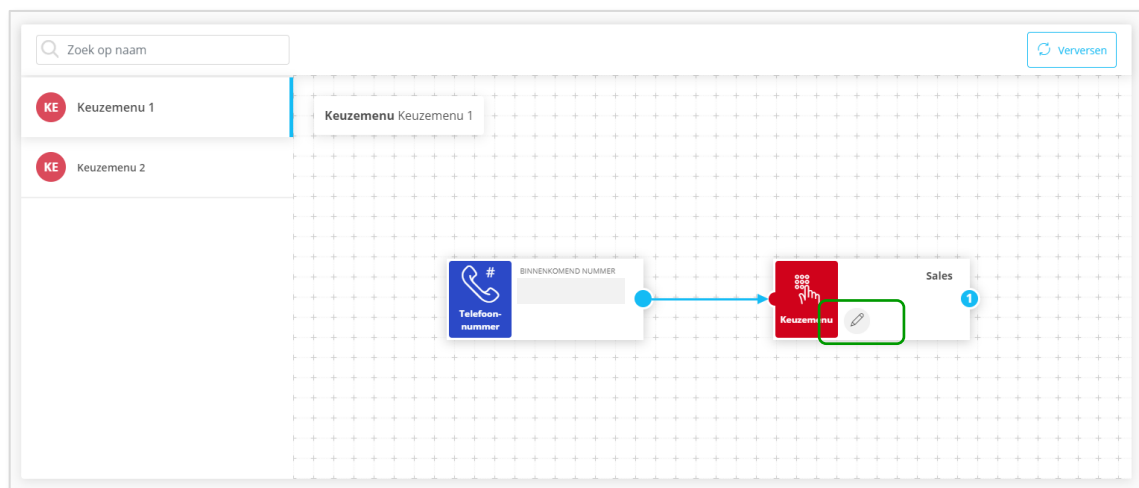 Zoek op naam
Verversen
KE Keuzemenu 1
KE Keuzemenu 2
Keuzemenu Keuzemenu 1
#
Telefoon-
nummer
BINNENKOMEND NUMMER
Keuzemenu
Sales
1